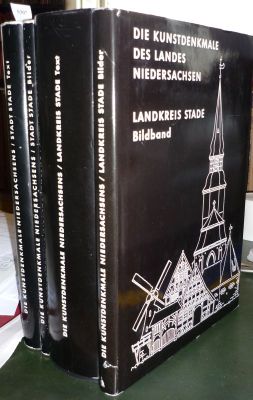 DIE KUNSTDENKMALE NIEDERSACHSENS / STADT STADE Text
DIE KUNSTDENKMALE NIEDERSACHSENS / STADT STADE Bilder
DIE KUNSTDENKMALE NIEDERSACHSENS / LANDKREIS STADE Text
DIE KUNSTDENKMALE NIEDERSACHSENS / LANDKREIS STADE Bilder
DIE KUNSTDENKMALE
DES LANDES
NIEDERSACHSEN
LANDKREIS STADE
Bildband